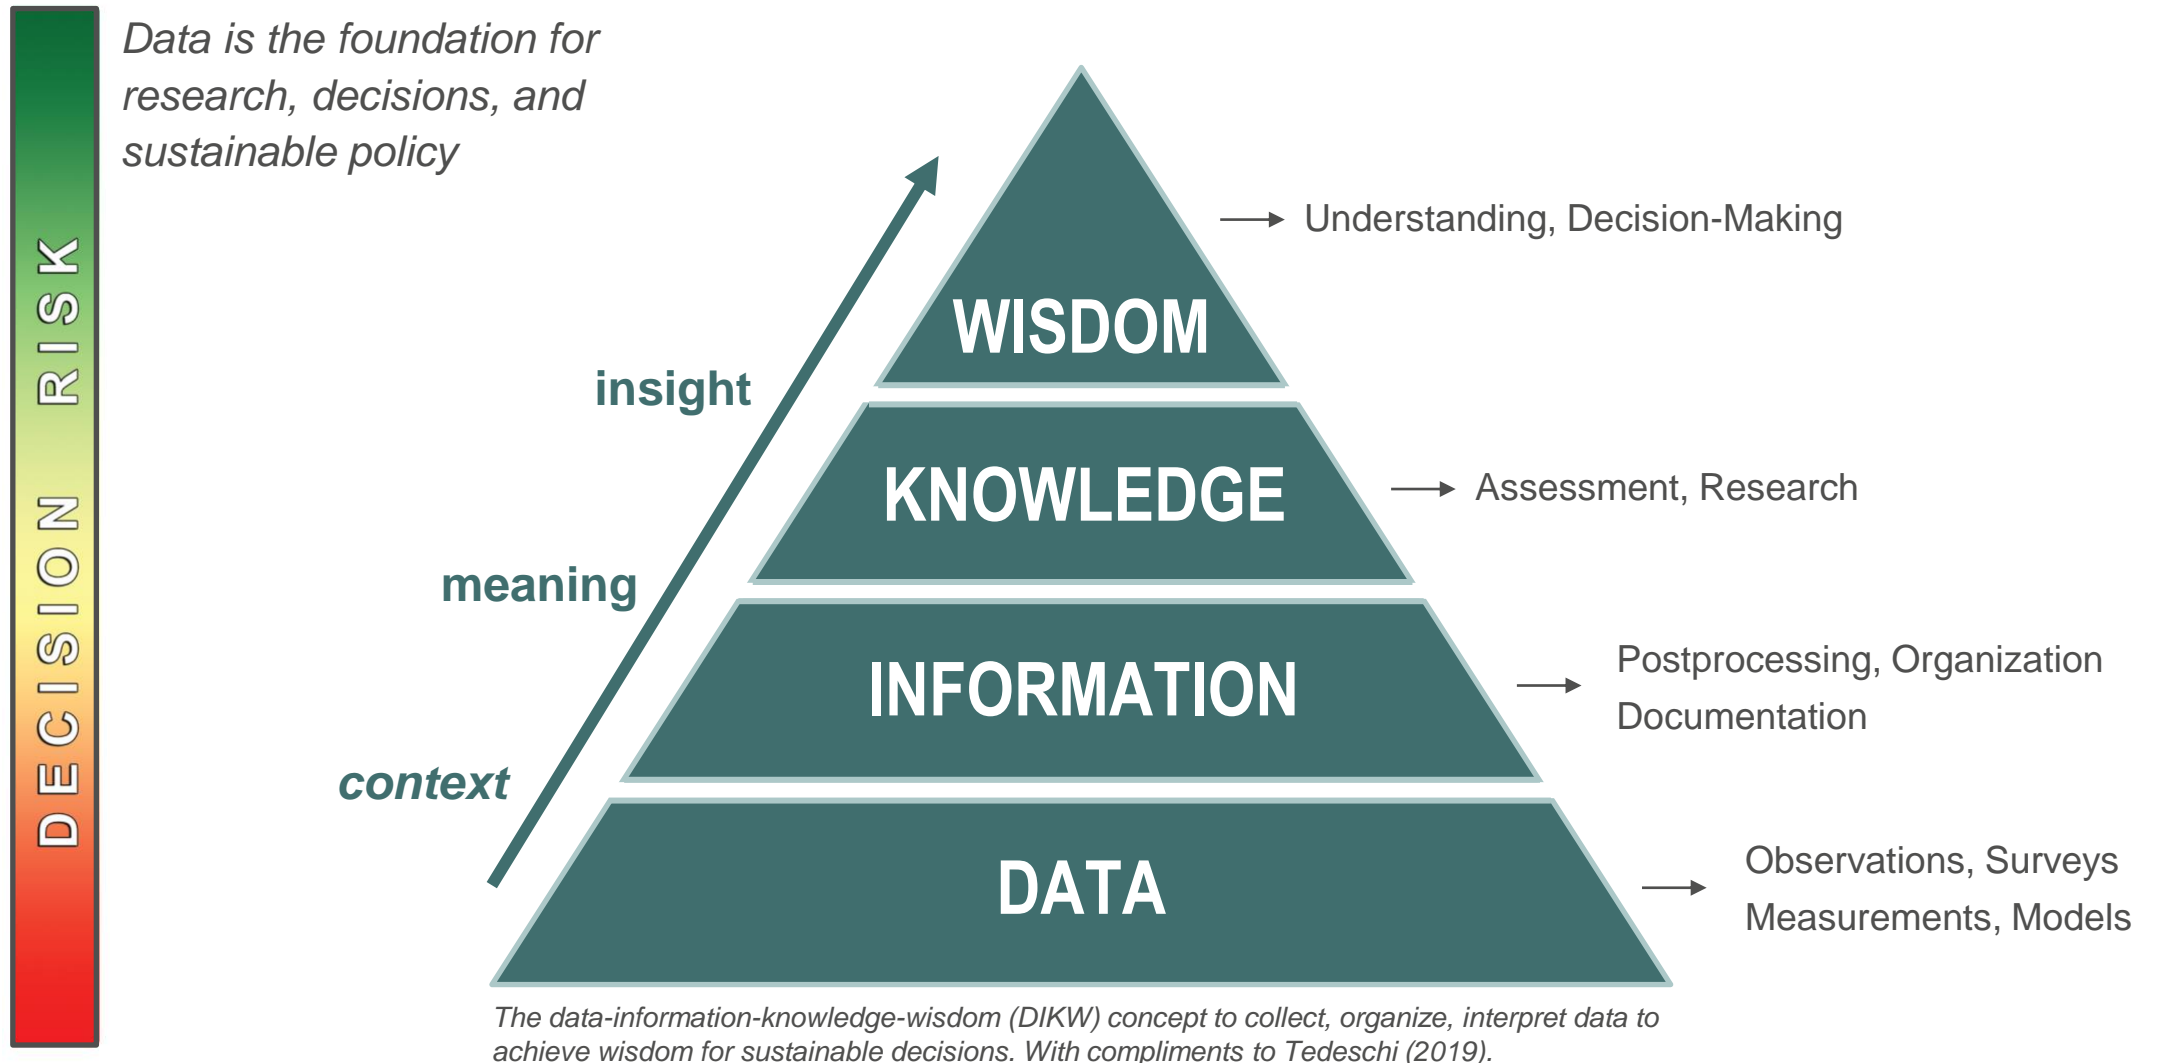 Data is the foundation for
research, decisions, and
sustainable policy
DECISION RISK
WISDOM
Understanding, Decision-Making
insight
KNOWLEDGE
Assessment, Research
meaning
INFORMATION
Postprocessing, Organization
Documentation
context
DATA
Observations, Surveys
Measurements, Models
The data-information-knowledge-wisdom (DIKW) concept to collect, organize, interpret data to
achieve wisdom for sustainable decisions. With compliments to Tedeschi (2019).